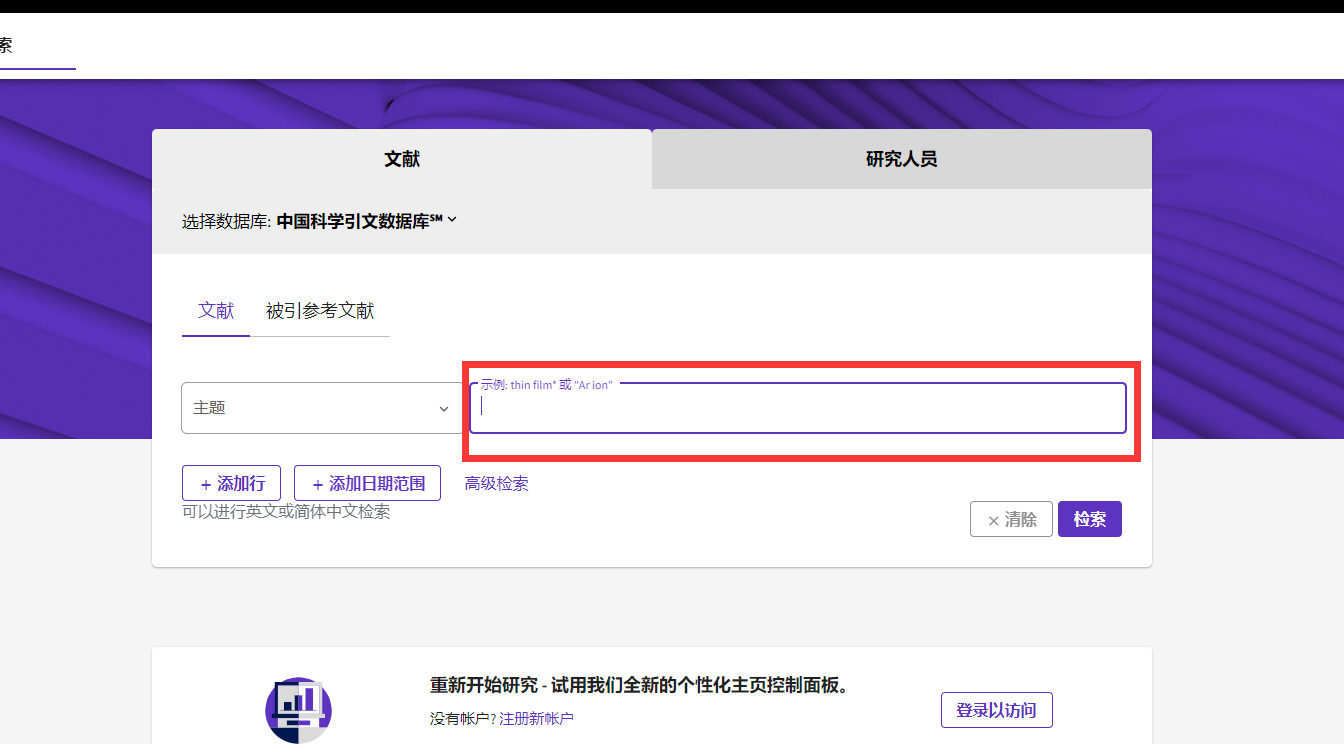 索
文献
研究人员
选择数据库: 中国科学引文数据库℠
文献 被引参考文献
示例: thin film* 或 "Ar ion"
主题
+ 添加行 + 添加日期范围 高级检索
可以进行英文或简体中文检索
× 清除 检索
重新开始研究 - 试用我们全新的个性化主页控制面板。
没有帐户? 注册新帐户
登录以访问